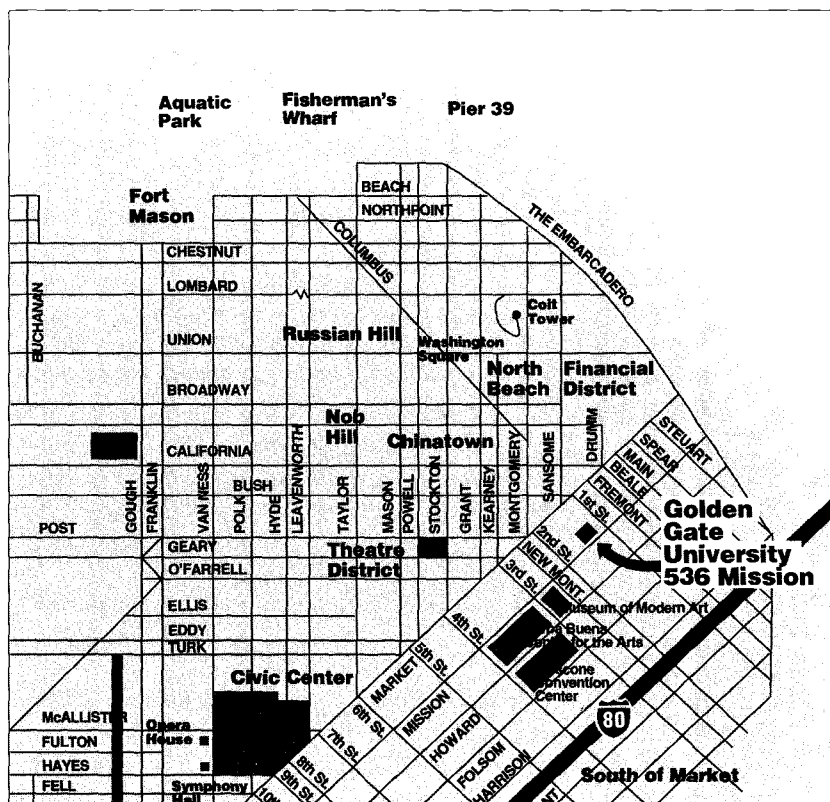 Aquatic
Park
Fisherman's
Wharf
Pier 39
Fort
Mason
BEACH
NORTHPOINT
THE EMBARCADERO
COLUMBUS
CHESTNUT
LOMBARD
BUCHANAN
Coit
Tower
UNION
Russian Hill
Washington
Square
North
Beach
Financial
District
BROADWAY
Nob
Hill
Chinatown
CALIFORNIA
GOUGH
FRANKLIN
VAN NESS
POLK
BUSH
HYDE
LEAVENWORTH
TAYLOR
MASON
POWELL
STOCKTON
GRANT
KEARNEY
MONTGOMERY
SANSOME
DRUMM
STEUART
SPEAR
MAIN
BEALE
FREMONT
1st St.
2nd St.
NEW MONT.
3rd St.
4th St.
5th St.
6th St.
7th St.
8th St.
9th St.
POST
Golden
Gate
University
536 Mission
GEARY
O'FARRELL
Theatre
District
ELLIS
EDDY
TURK
Museum of Modern Art
Buena
for the Arts
Convention
Center
Civic Center
MARKET
MISSION
HOWARD
FOLSOM
HARRISON
80
McALLISTER
FULTON
HAYES
FELL
Opera
House
Symphony
Hall
South of Market